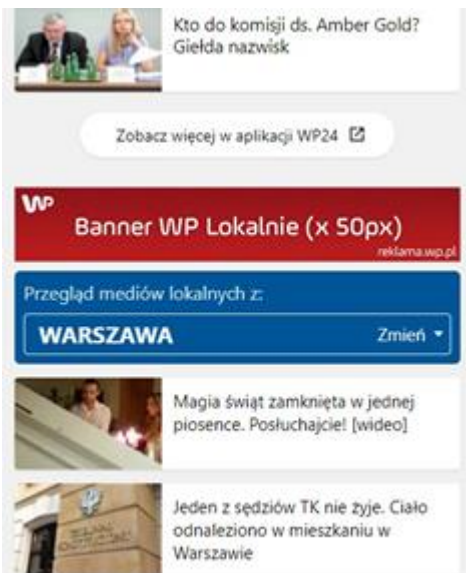 Kto do komisji ds. Amber Gold?
Giełda nazwisk
Zobacz więcej w aplikacji WP24
WP
Banner WP Lokalnie (x 50px)
reklama.wp.pl
Przegląd mediów lokalnych z:
WARSZAWA
Zmień
Magia świąt zamknięta w jednej
piosence. Posłuchajcie! [wideo]
Jeden z sędziów TK nie żyje. Ciało
odnaleziono w mieszkaniu w
Warszawie